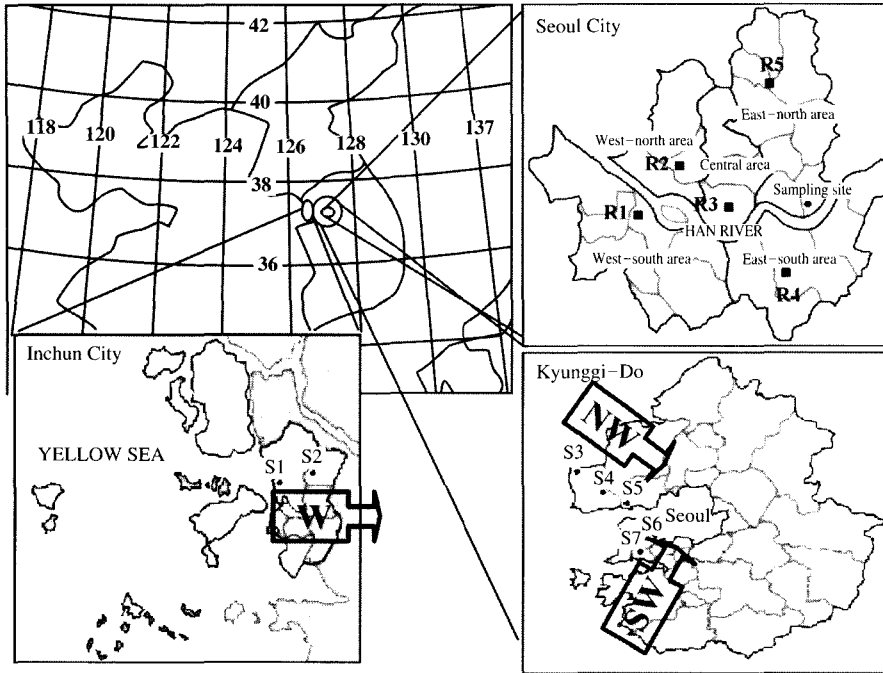 42
40
118
120
122
124
126
128
130
137
38
36
Seoul City
R5
East-north area
West-north area
R2
Central area
Sampling site
R1
R3
HAN RIVER
West-south area
East-south area
R4
Inchun City
YELLOW SEA
S1
S2
W
Kyunggi-Do
NW
S3
S4
S5
S6
Seoul
S7
SW